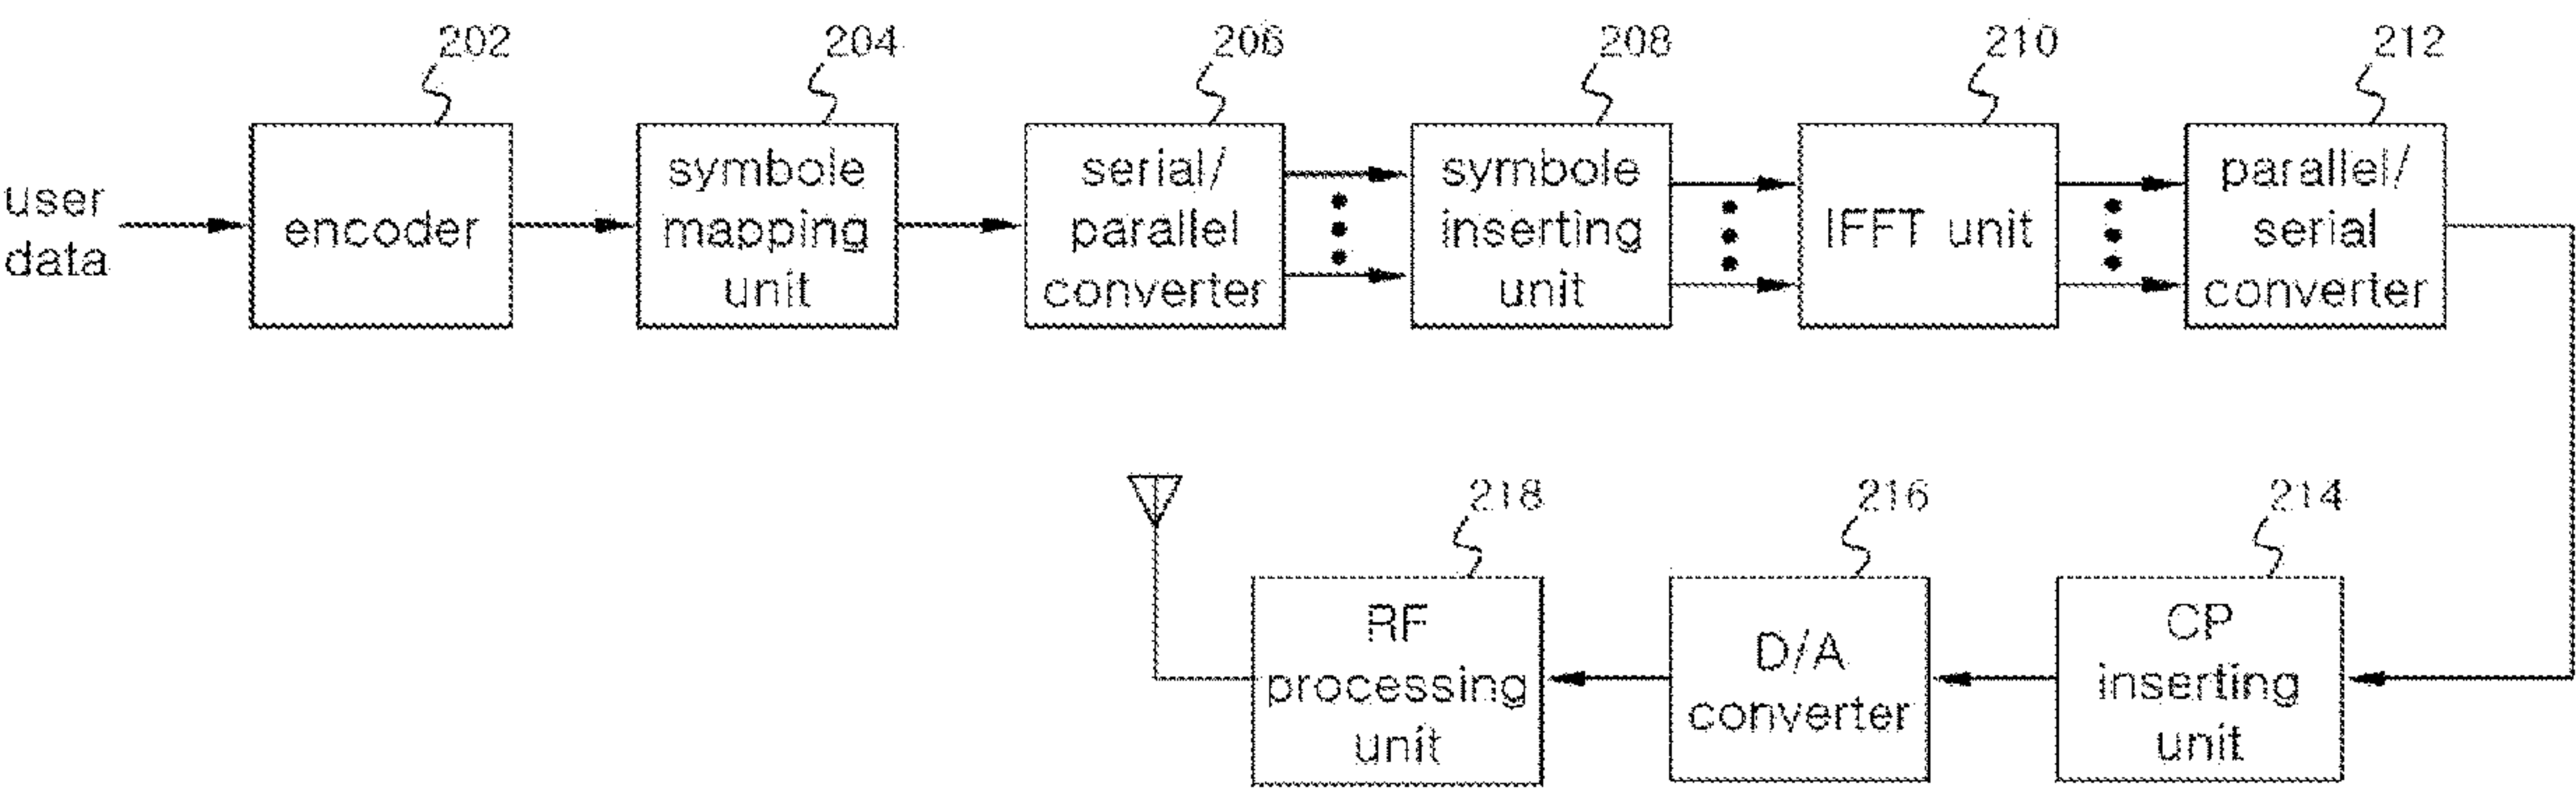 202
204
206
208
210
212
user
data
encoder
symbole
mapping
unit
serial/
parallel
converter
symbole
inserting
unit
IFFT unit
parallel/
serial
converter
218
216
214
RF
processing
unit
D/A
converter
CP
inserting
unit